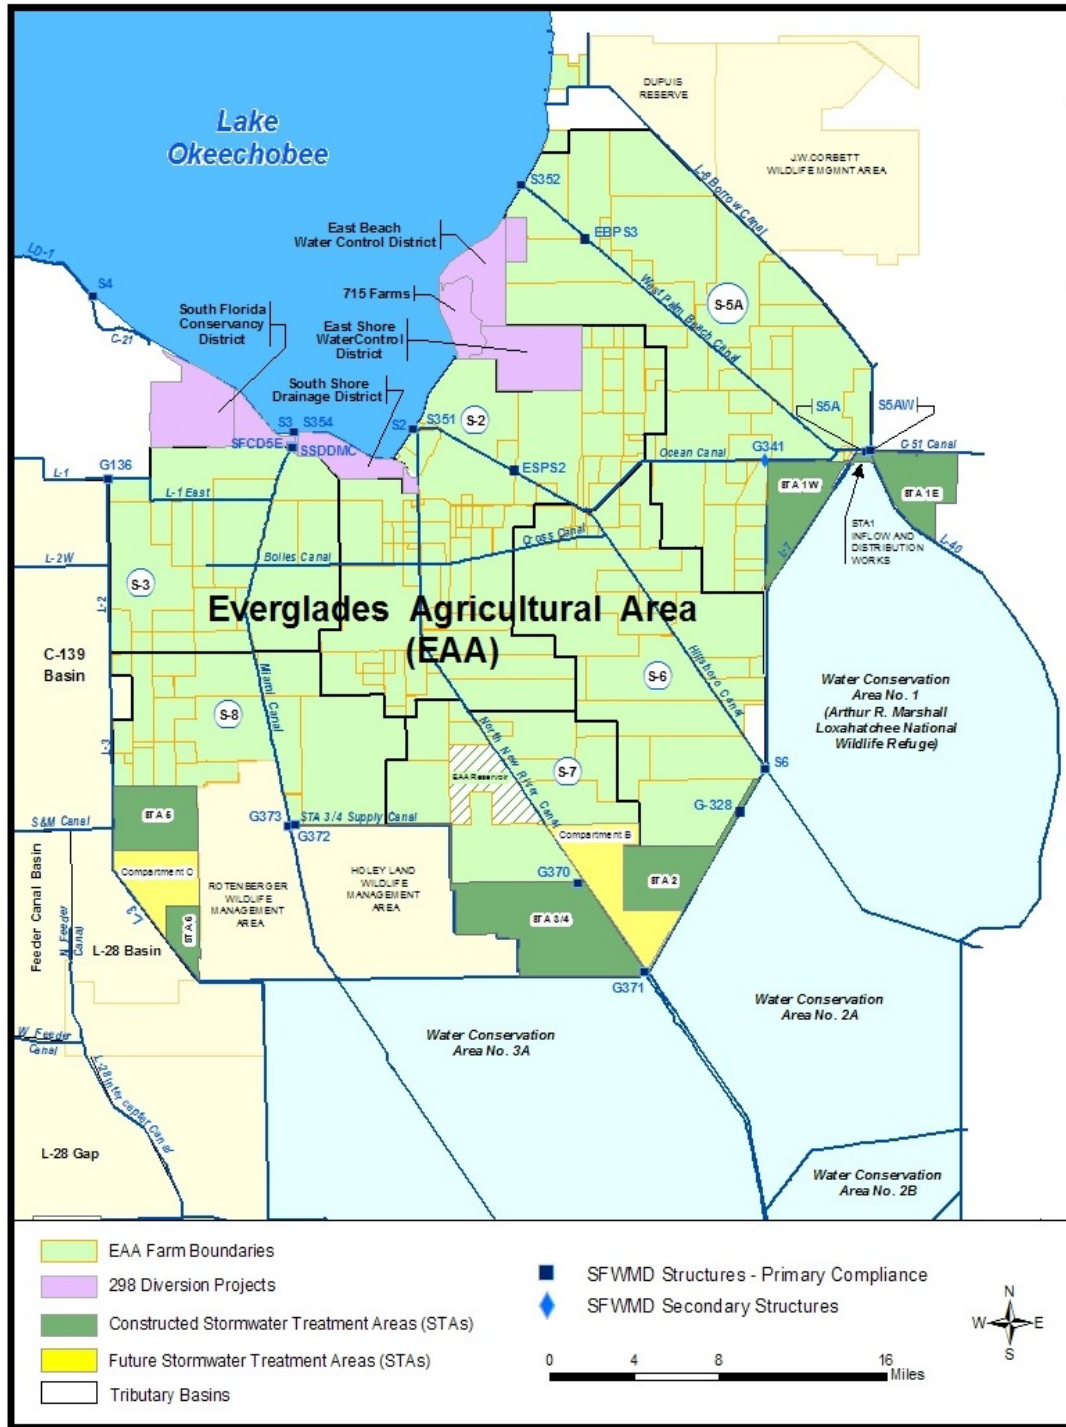 Lake
Okeechobee
DUPUIS
RESERVE
J.W.CORBETT
WILDLIFE MGMNT AREA
L-8 Borrow Canal
S352
EBPS3
East Beach
Water Control District
LD-1
S4
C-21
715 Farms
South Florida
Conservancy
District
East Shore
WaterControl
District
West Palm Beach Canal
S-5A
South Shore
Drainage District
S3
S354
S2
S351
S-2
S5A
S5AW
SFCD5E
SSDDMC
G341
C-51 Canal
Ocean Canal
L-1
G136
ESPS2
L-1 East
STA 1W
STA 1E
STA1
INFLOW AND
DISTRIBUTION
WORKS
L-7
L-40
Cross Canal
Bolles Canal
L-2W
S-3
L-2
Everglades Agricultural Area
(EAA)
C-139
Basin
S-6
Hillsboro Canal
Water Conservation
Area No. 1
(Arthur R. Marshall
Loxahatchee National
Wildlife Refuge)
Miami Canal
S-8
L-3
North New River Canal
S-7
EAA Reservoir
S6
G-328
STA 5
S&M Canal
G373
G372
STA 3/4 Supply Canal
Compartment B
Compartment C
ROTENBERGER
WILDLIFE
MANAGEMENT
AREA
HOLEY LAND
WILDLIFE
MANAGEMENT
AREA
G370
STA 2
STA 3/4
L-3
STA 6
Feeder Canal Basin
N Feeder
Canal
L-28 Basin
G371
Water Conservation
Area No. 2A
Water Conservation
Area No. 3A
W Feeder
Canal
L-28 Interceptor Canal
L-28 Gap
Water Conservation
Area No. 2B
EAA Farm Boundaries
298 Diversion Projects
Constructed Stormwater Treatment Areas (STAs)
Future Stormwater Treatment Areas (STAs)
Tributary Basins
SFWMD Structures - Primary Compliance
SFWMD Secondary Structures
N
W
E
S
0 4 8 16
Miles